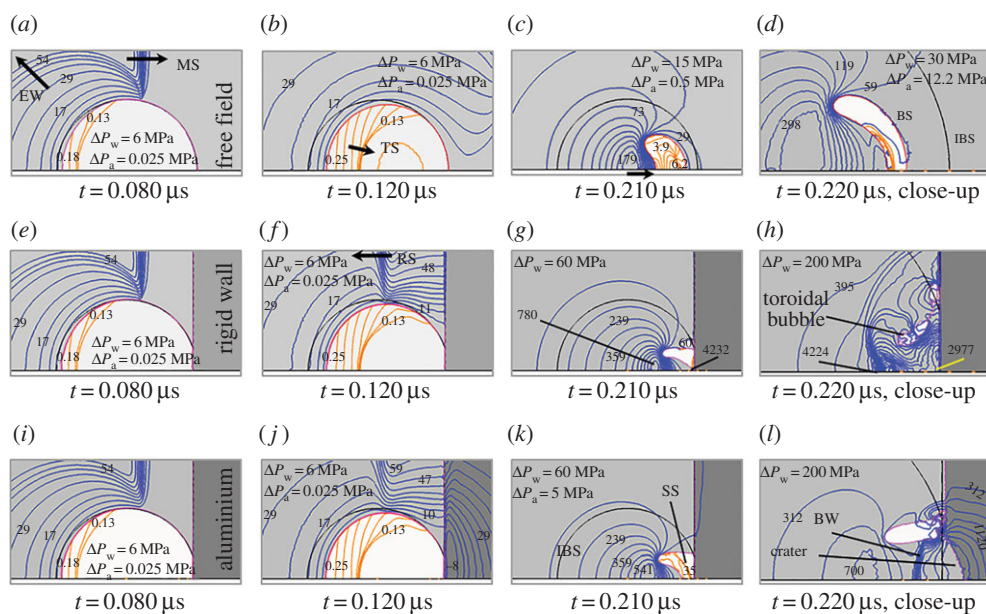 (a) (b) (c) (d)
54
MS
EW
29
17
0.13
0.18
ΔPw = 6 MPa
ΔPa = 0.025 MPa
free field
t = 0.080 μs
ΔPw = 6 MPa
ΔPa = 0.025 MPa
29
17
0.13
TS
0.25
t = 0.120 μs
ΔPw = 15 MPa
ΔPa = 0.5 MPa
73
29
3.9
179
6.2
t = 0.210 μs
ΔPw = 30 MPa
ΔPa = 12.2 MPa
119
59
BS
298
IBS
t = 0.220 μs, close-up
(e) (f) (g) (h)
54
0.13
29
17
0.18
ΔPw = 6 MPa
ΔPa = 0.025 MPa
rigid wall
t = 0.080 μs
ΔPw = 6 MPa
ΔPa = 0.025 MPa
RS
48
29
17
11
0.13
0.25
t = 0.120 μs
ΔPw = 60 MPa
780
239
60
359
4232
t = 0.210 μs
ΔPw = 200 MPa
395
toroidal
bubble
4224
2977
t = 0.220 μs, close-up
(i) (j) (k) (l)
54
0.13
29
17
0.18
ΔPw = 6 MPa
ΔPa = 0.025 MPa
aluminium
t = 0.080 μs
ΔPw = 6 MPa
ΔPa = 0.025 MPa
59
47
29
17
10
0.13
29
0.25
–8
t = 0.120 μs
ΔPw = 60 MPa
ΔPa = 5 MPa
SS
239
IBS
359
541
35
t = 0.210 μs
ΔPw = 200 MPa
312
312
BW
1120
crater
700
t = 0.220 μs, close-up